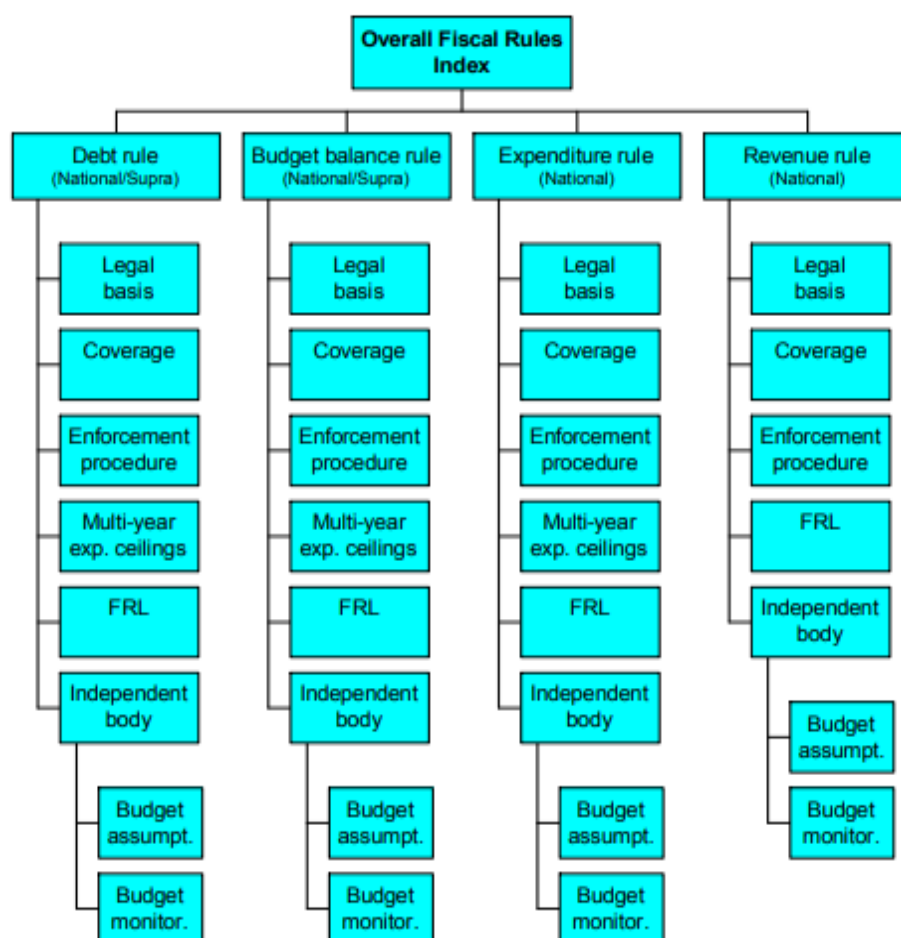 Overall Fiscal Rules
Index
Debt rule
(National/Supra)
Legal
basis
Coverage
Enforcement
procedure
Multi-year
exp. ceilings
FRL
Independent
body
Budget
assumpt.
Budget
monitor.
Budget balance rule
(National/Supra)
Legal
basis
Coverage
Enforcement
procedure
Multi-year
exp. ceilings
FRL
Independent
body
Budget
assumpt.
Budget
monitor.
Expenditure rule
(National)
Legal
basis
Coverage
Enforcement
procedure
Multi-year
exp. ceilings
FRL
Independent
body
Budget
assumpt.
Budget
monitor.
Revenue rule
(National)
Legal
basis
Coverage
Enforcement
procedure
FRL
Independent
body
Budget
assumpt.
Budget
monitor.